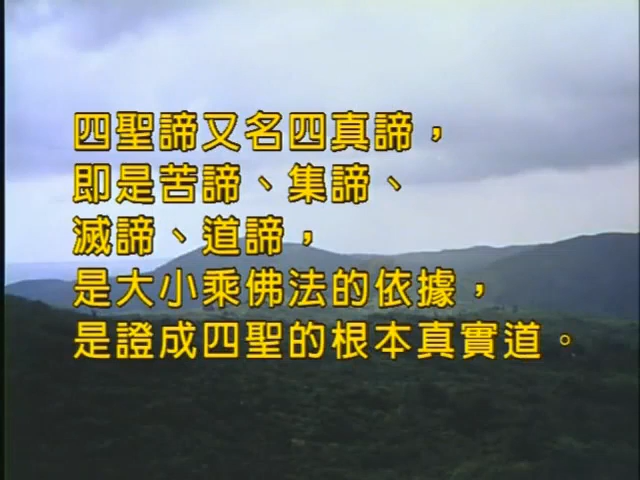 四聖諦又名四真諦，
即是苦諦、集諦、
滅諦、道諦，
是大小乘佛法的依據，
是證成四聖的根本真實道。